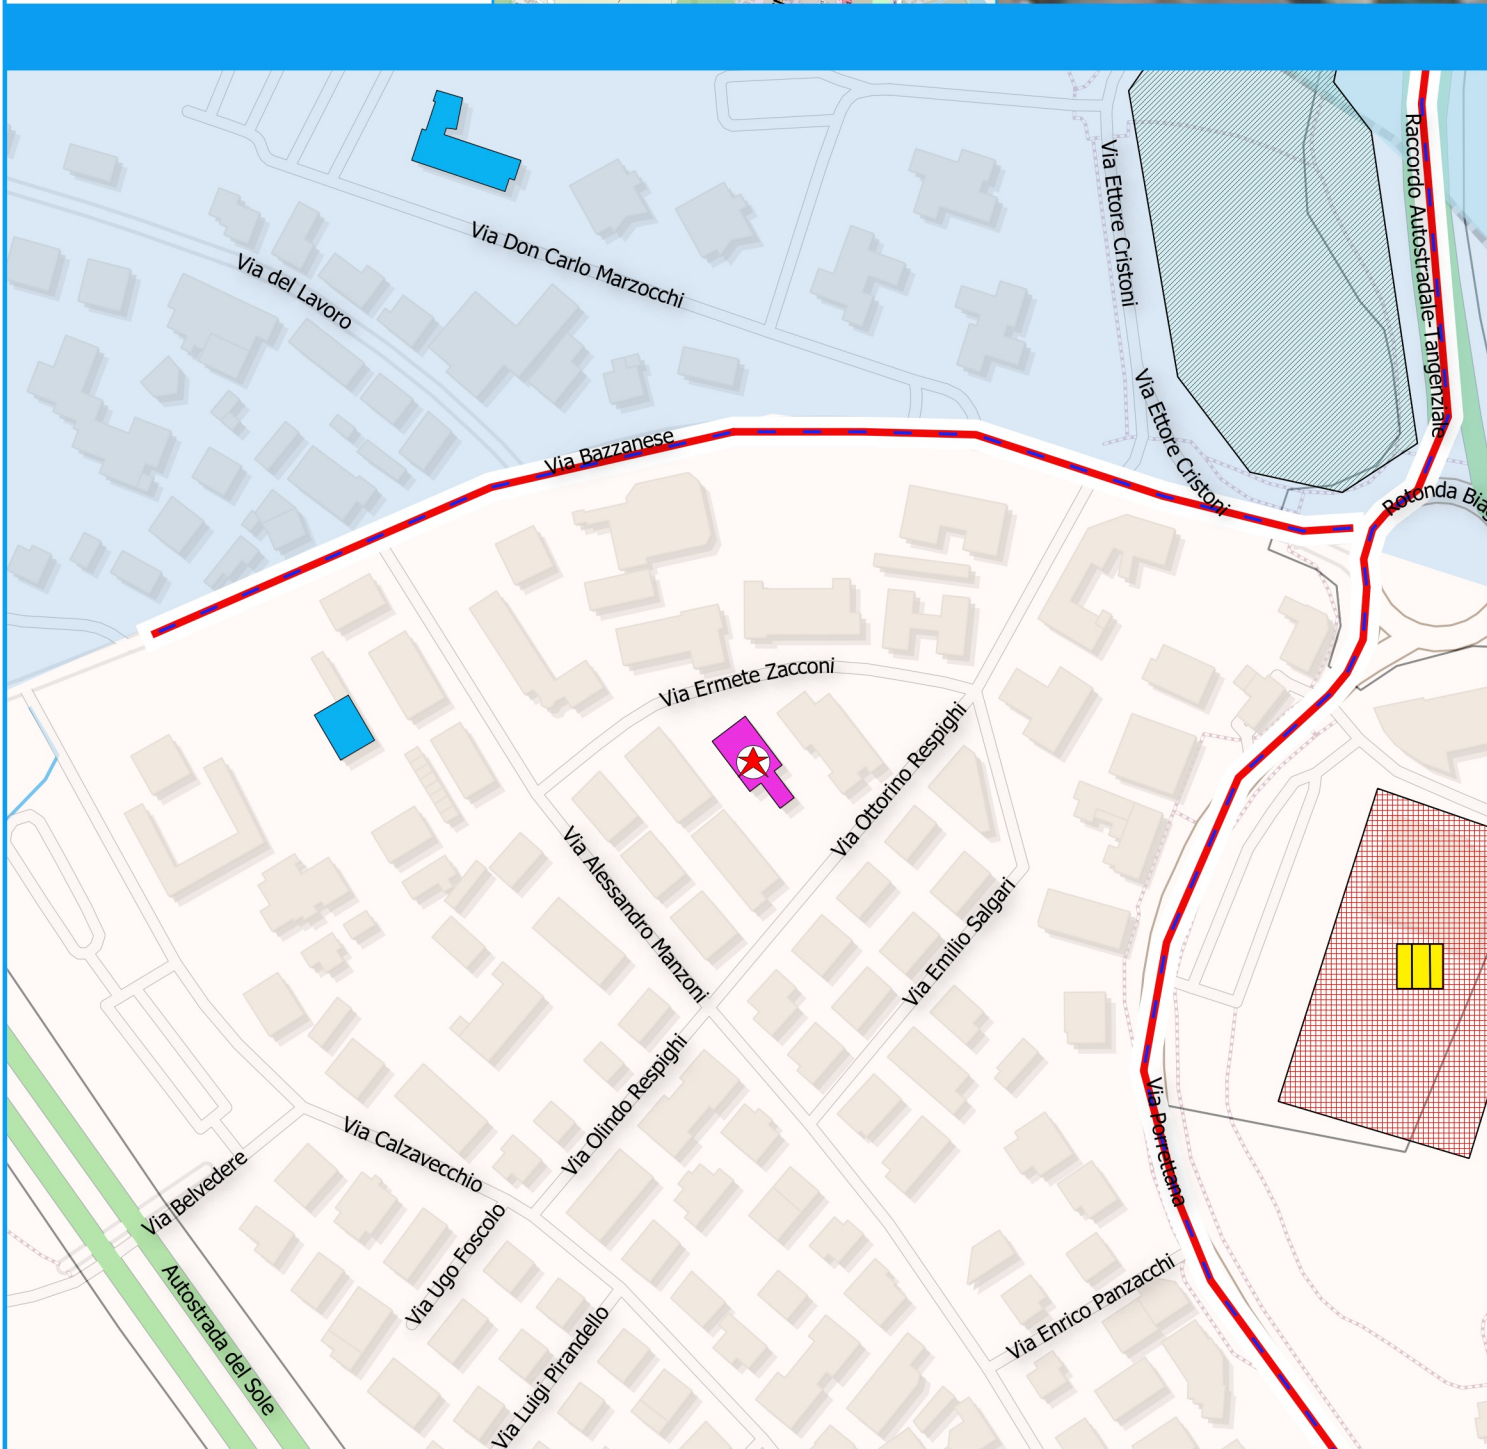 Raccordo Autostradale-Tangenziale
Via Ettore Cristoni
Via Don Carlo Marzocchi
Via del Lavoro
Via Ettore Cristoni
Via Bazzanese
Rotonda Biag
Via Ermete Zacconi
Via Ottorino Respighi
Via Alessandro Manzoni
Via Emilio Salgari
Via Olindo Respighi
Via Porrettana
Via Calzavecchio
Via Belvedere
Via Ugo Foscolo
Via Enrico Panzacchi
Autostrada del Sole
Via Luigi Pirandello